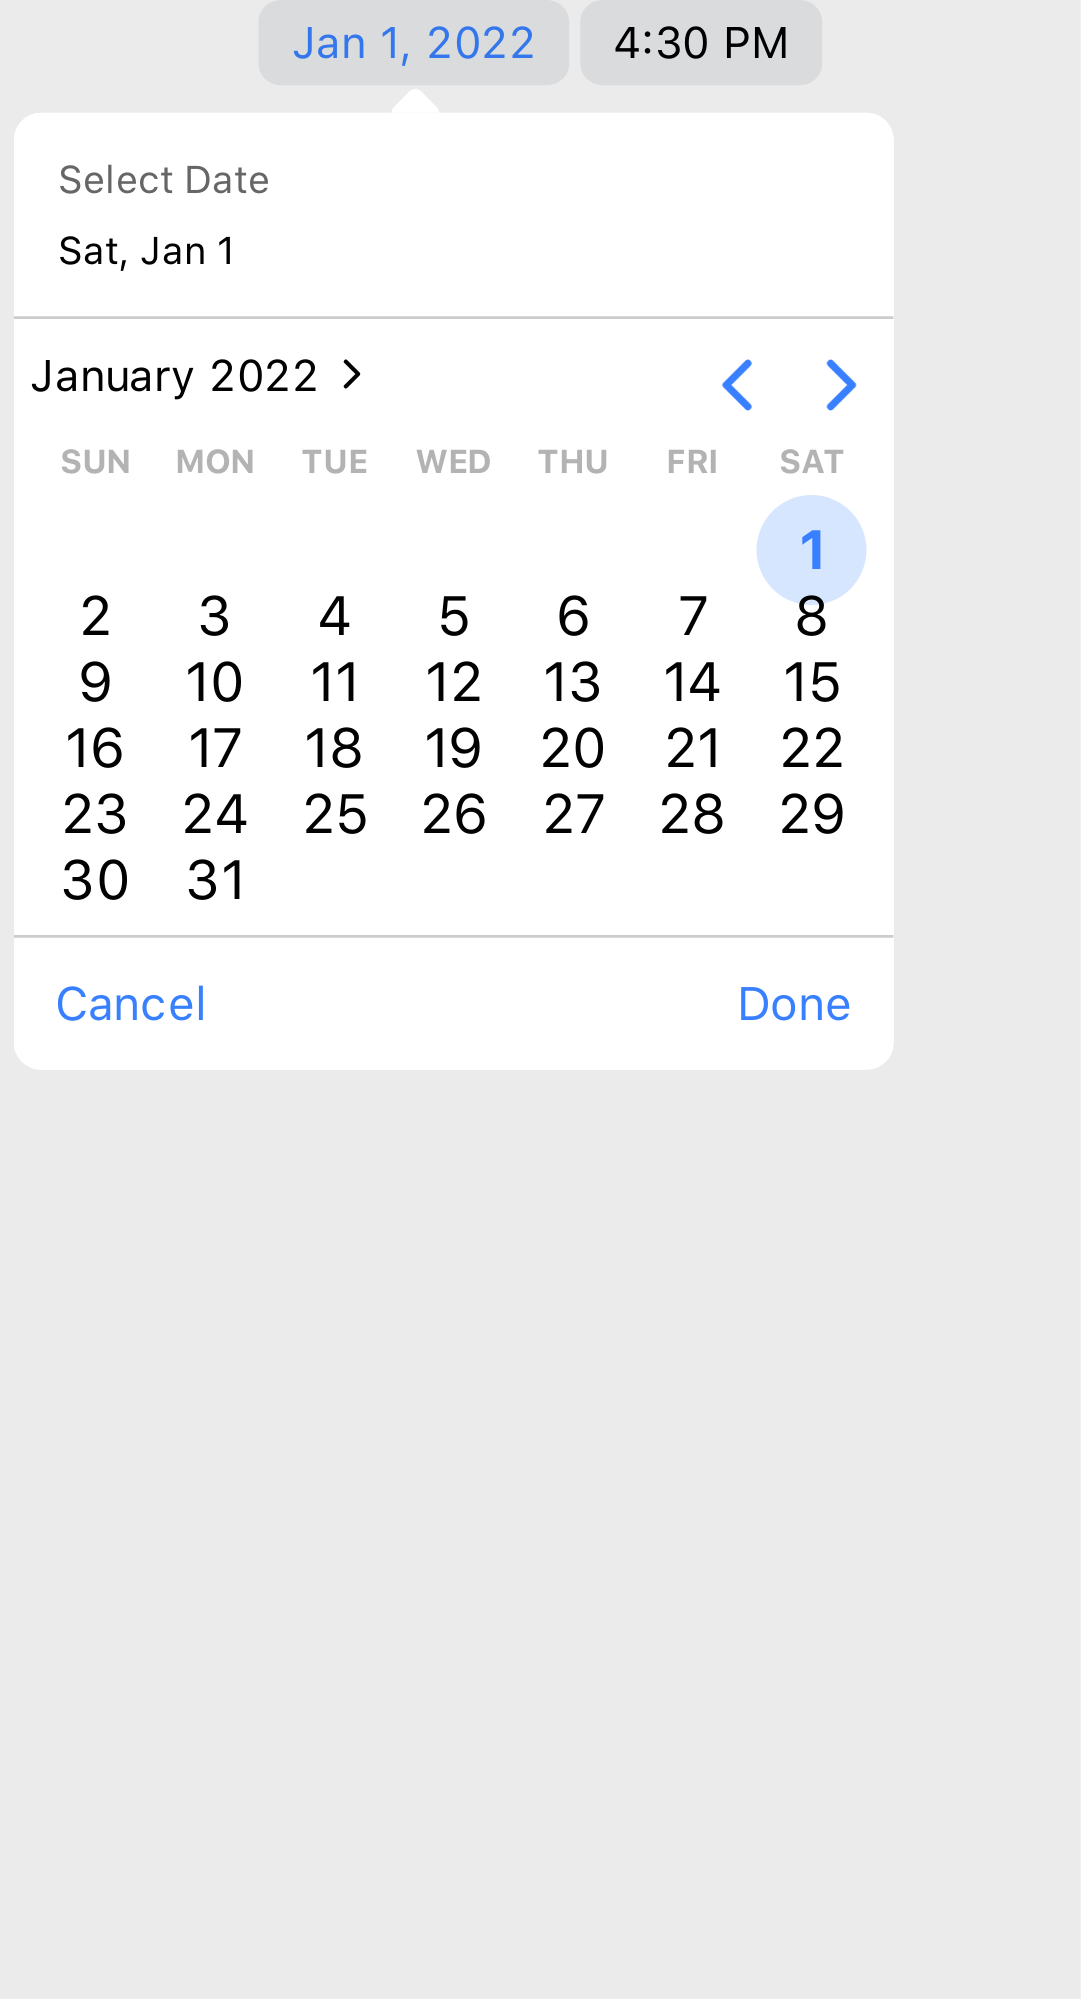 Jan 1, 2022 4:30 PM
Select Date
Sat, Jan 1
January 2022
SUN MON TUE WED THU FRI SAT
1
2 3 4 5 6 7 8
9 10 11 12 13 14 15
16 17 18 19 20 21 22
23 24 25 26 27 28 29
30 31
Cancel Done